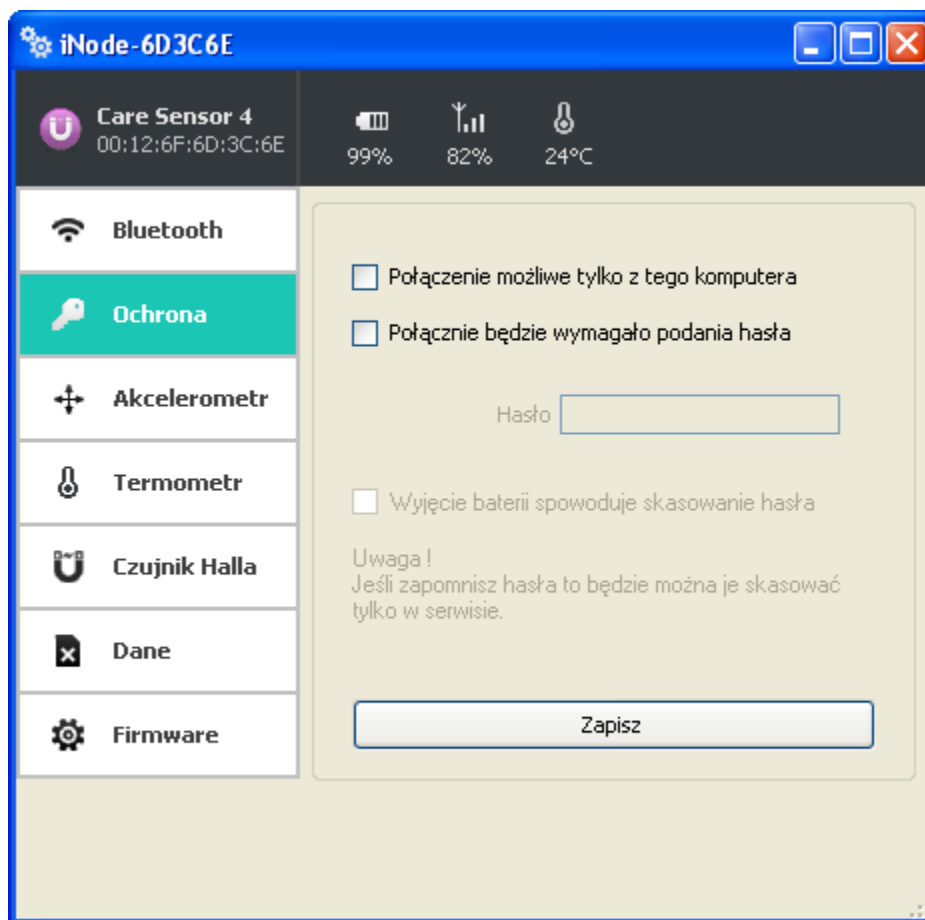 iNode-6D3C6E
Care Sensor 4
00:12:6F:6D:3C:6E
99%
82%
24°C
Bluetooth
Ochrona
Akcelerometr
Termometr
Czujnik Halla
Dane
Firmware
Połączenie możliwe tylko z tego komputera
Połącznie będzie wymagało podania hasła
Hasło
Wyjęcie baterii spowoduje skasowanie hasła
Uwaga !
Jeśli zapomnisz hasła to będzie można je skasować
tylko w serwisie.
Zapisz